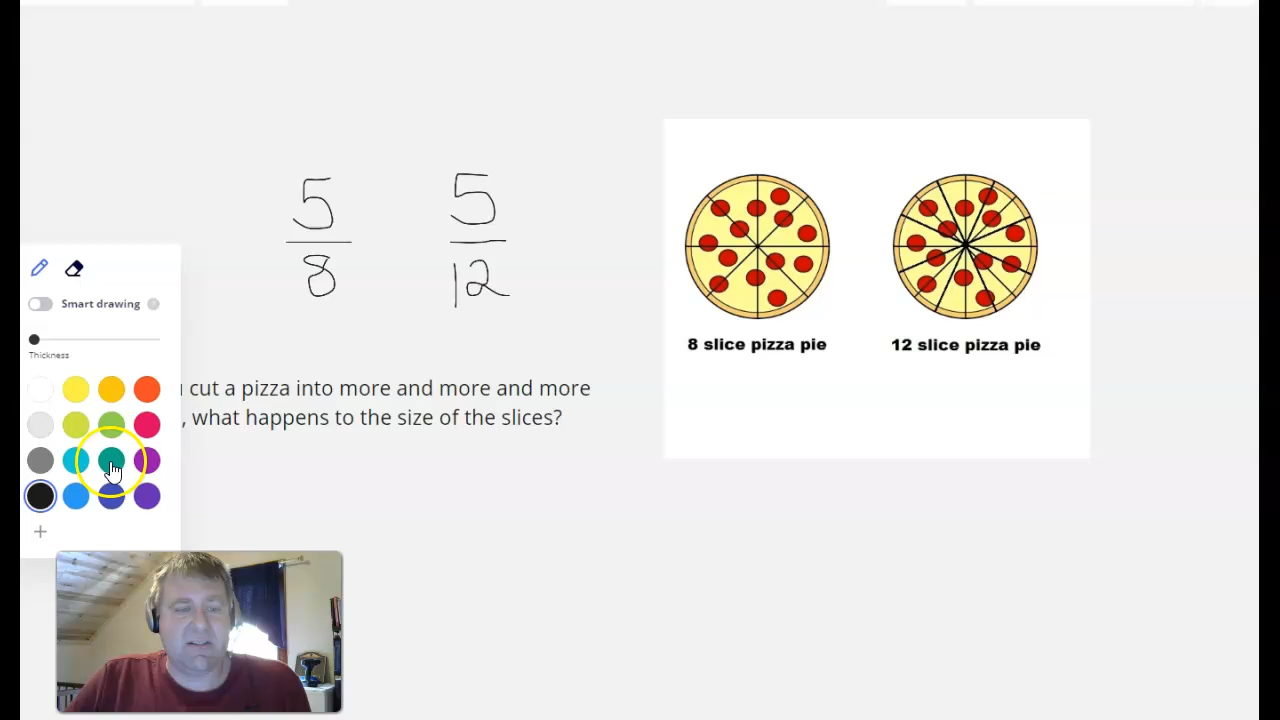 5 5
8 12
Smart drawing
Thickness
cut a pizza into more and more and more
, what happens to the size of the slices?
8 slice pizza pie
12 slice pizza pie